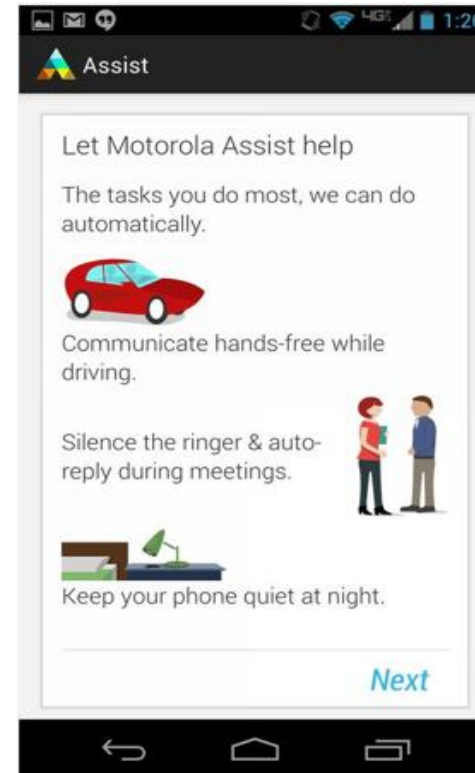 4G 1:20
Assist
Let Motorola Assist help
The tasks you do most, we can do
automatically.
Communicate hands-free while
driving.
Silence the ringer & auto-
reply during meetings.
Keep your phone quiet at night.
Next